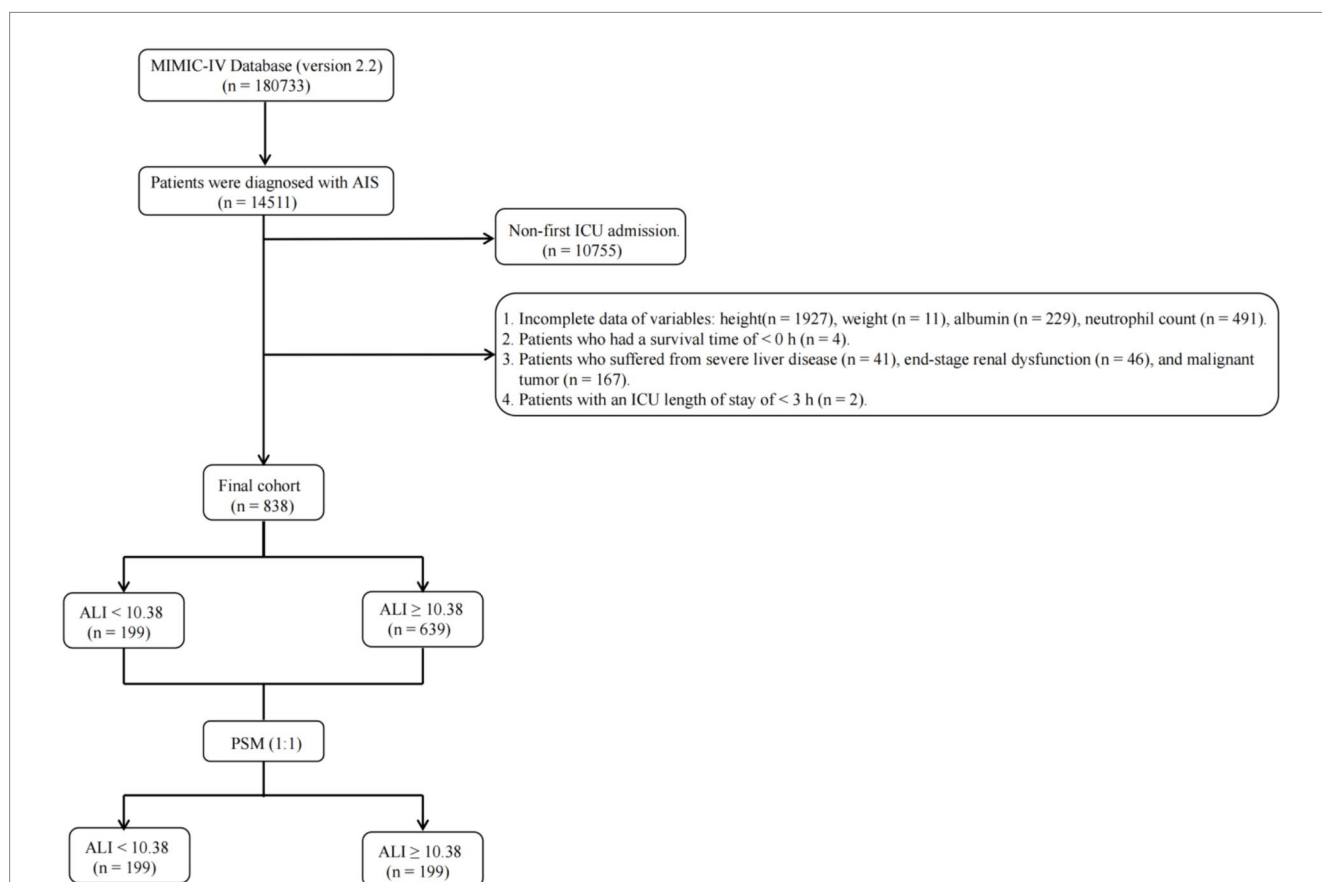 MIMIC-IV Database (version 2.2)
(n = 180733)
Patients were diagnosed with AIS
(n = 14511)
Non-first ICU admission.
(n = 10755)
1. Incomplete data of variables: height(n = 1927), weight (n = 11), albumin (n = 229), neutrophil count (n = 491).
2. Patients who had a survival time of < 0 h (n = 4).
3. Patients who suffered from severe liver disease (n = 41), end-stage renal dysfunction (n = 46), and malignant
tumor (n = 167).
4. Patients with an ICU length of stay of < 3 h (n = 2).
Final cohort
(n = 838)
ALI < 10.38
(n = 199)
ALI ≥ 10.38
(n = 639)
PSM (1:1)
ALI < 10.38
(n = 199)
ALI ≥ 10.38
(n = 199)